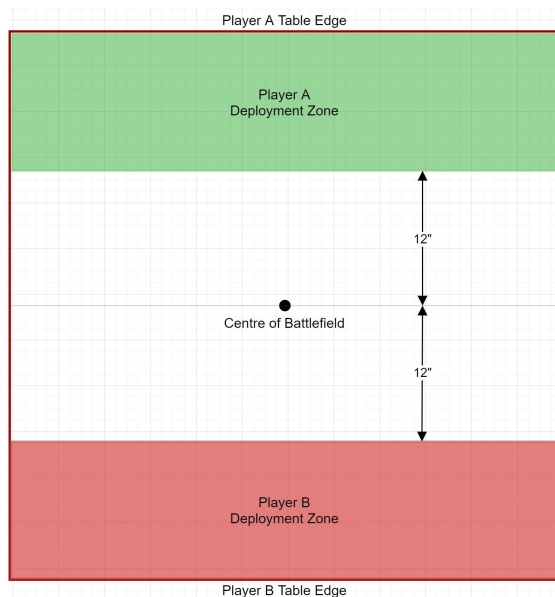 Player A Table Edge
Player A
Deployment Zone
12"
Centre of Battlefield
12"
Player B
Deployment Zone
Player B Table Edge